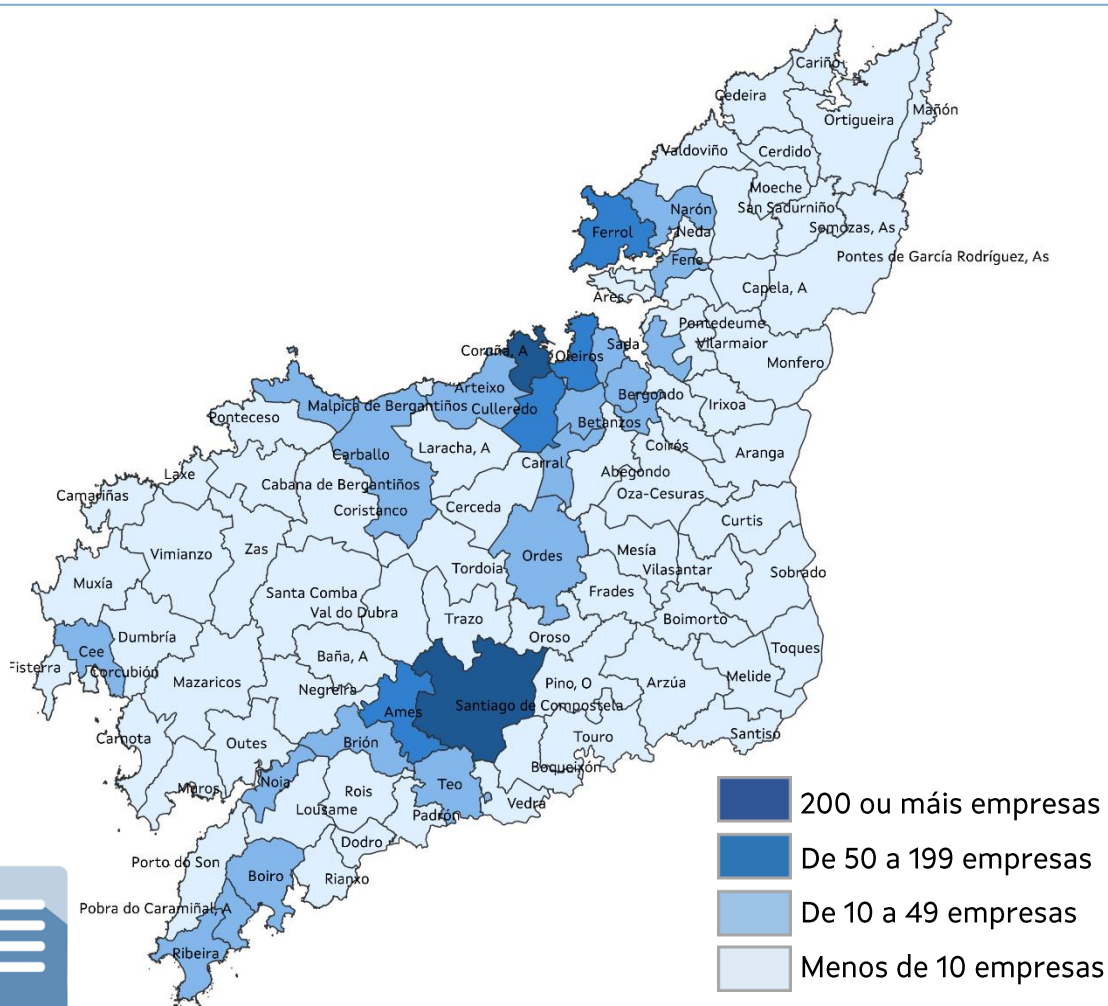 Cariño
Cedeira
Mañón
Ortigueira
Valdoviño
Cerdido
Moeche
Narón
San Sadurniño
Somozas, As
Ferrol
Neda
Pontes de García Rodríguez, As
Fene
Capela, A
Ares
Pontedeume
Vilarmaior
Sada
Coruña, A
Oleiros
Monfero
Arteixo
Bergondo
Malpica de Bergantiños
Culleredo
Irixoa
Ponteceso
Betanzos
Coirós
Laracha, A
Aranga
Carballo
Carral
Abegondo
Laxe
Cabana de Bergantiños
Oza-Cesuras
Camariñas
Coristanco
Cerceda
Curtis
Vimianzo
Zas
Ordes
Mesía
Tordoia
Vilasantar
Sobrado
Muxía
Santa Comba
Frades
Val do Dubra
Trazo
Boimorto
Dumbría
Oroso
Cee
Toques
Baña, A
Fisterra
Corcubión
Mazaricos
Negreira
Pino, O
Arzúa
Melide
Santiago de Compostela
Ames
Carnota
Outes
Brión
Touro
Santiso
Boqueixón
Muros
Noia
Rois
Teo
Lousame
Padrón
Vedra
Dodro
Porto do Son
Boiro
Rianxo
Pobra do Caramiñal, A
Ribeira
200 ou máis empresas
De 50 a 199 empresas
De 10 a 49 empresas
Menos de 10 empresas